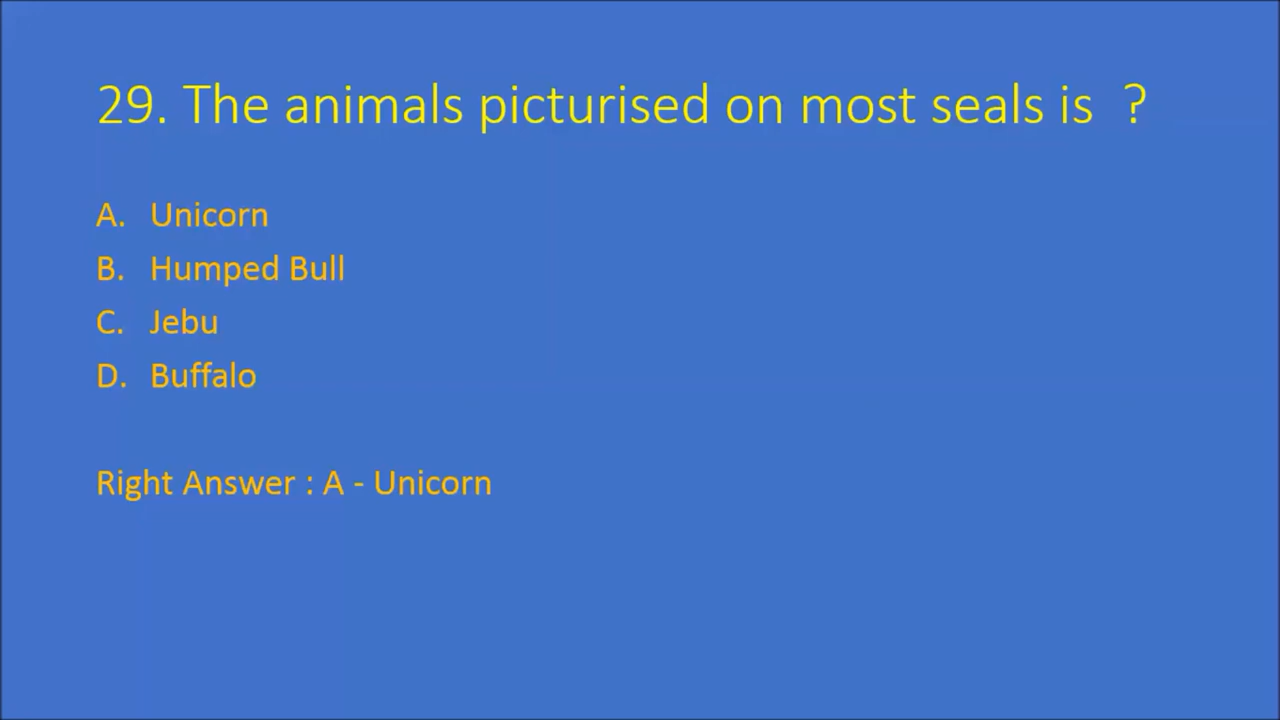 29. The animals picturised on most seals is  ?
A. Unicorn
B. Humped Bull
C. Jebu
D. Buffalo
Right Answer : A - Unicorn